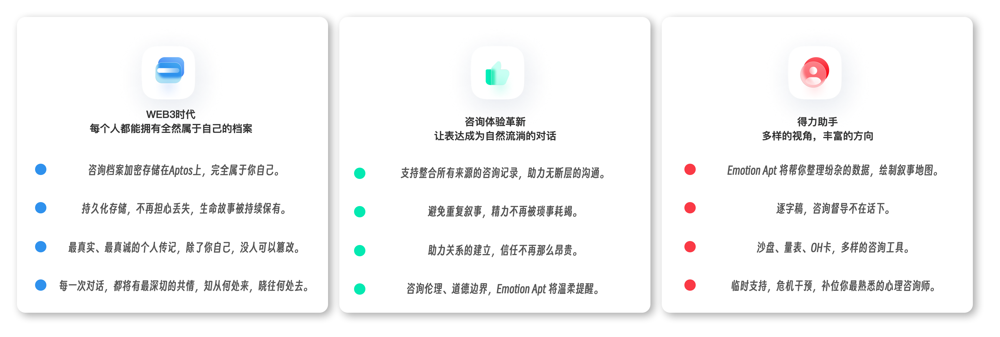 WEB3时代
每个人都能拥有全然属于自己的档案
咨询档案加密存储在Aptos上，完全属于你自己。
持久化存储，不再担心丢失，生命故事被持续保有。
最真实、最真诚的个人传记，除了你自己，没人可以篡改。
每一次对话，都将有最深切的共情，知从何处来，晓往何处去。
咨询体验革新
让表达成为自然流淌的对话
支持整合所有来源的咨询记录，助力无断层的沟通。
避免重复叙事，精力不再被琐事耗竭。
助力关系的建立，信任不再那么昂贵。
咨询伦理、道德边界，Emotion Apt 将温柔提醒。
得力助手
多样的视角，丰富的方向
Emotion Apt 将帮你整理纷杂的数据，绘制叙事地图。
逐字稿，咨询督导不在话下。
沙盘、量表、OH卡，多样的咨询工具。
临时支持，危机干预，补位你最熟悉的心理咨询师。